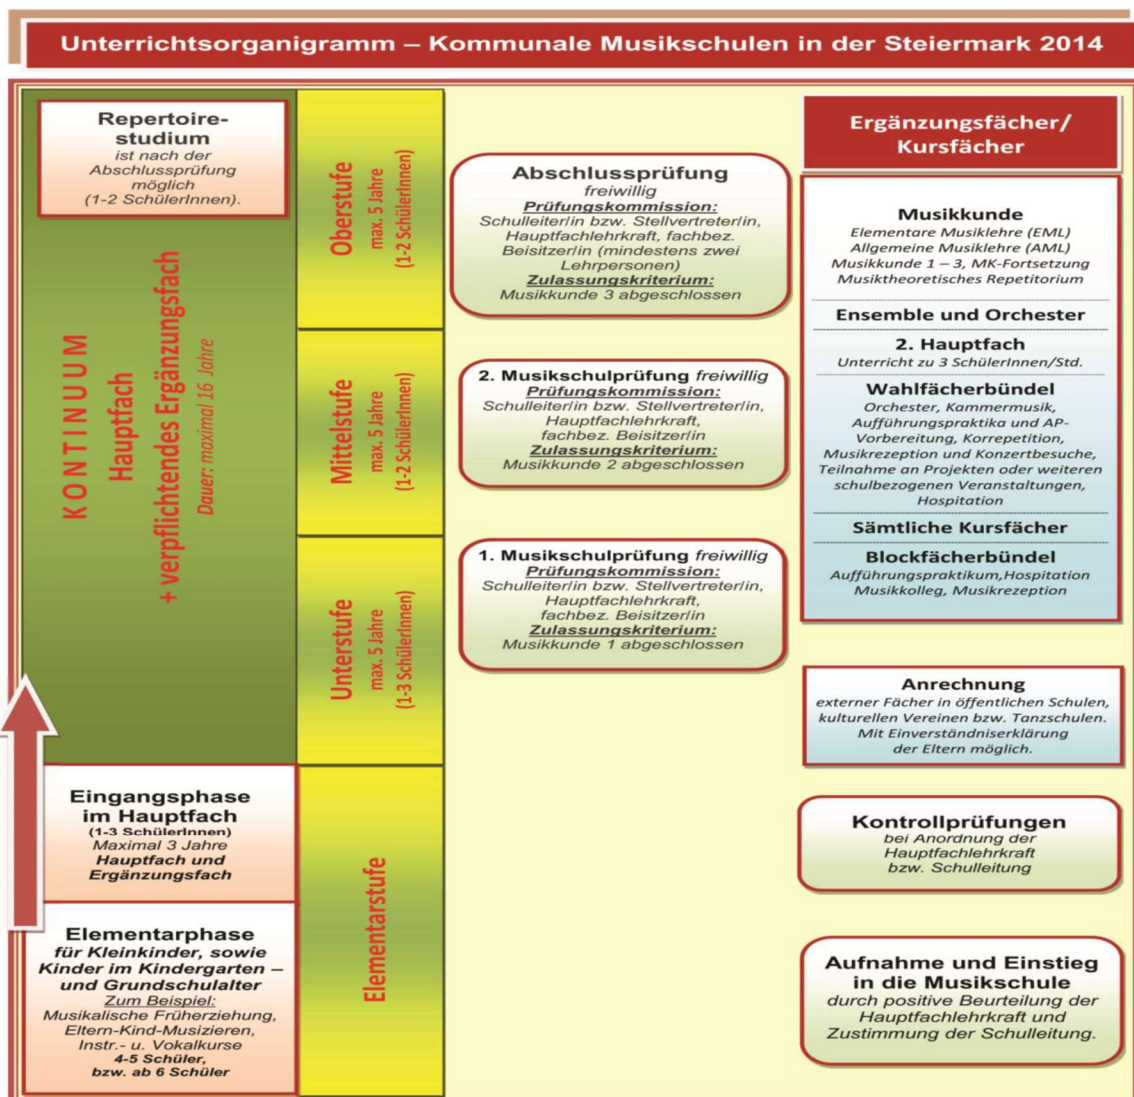 Unterrichtsorganigramm – Kommunale Musikschulen in der Steiermark 2014
Repertoire-
studium
ist nach der
Abschlussprüfung
möglich
(1-2 SchülerInnen).
KONTINUUM
Hauptfach
+ verpflichtendes Ergänzungsfach
Dauer: maximal 16 Jahre
Eingangsphase
im Hauptfach
(1-3 SchülerInnen)
Maximal 3 Jahre
Hauptfach und
Ergänzungsfach
Elementarphase
für Kleinkinder, sowie
Kinder im Kindergarten –
und Grundschulalter
Zum Beispiel:
Musikalische Früherziehung,
Eltern-Kind-Musizieren,
Instr.- u. Vokalkurse
4-5 Schüler,
bzw. ab 6 Schüler
Oberstufe
max. 5 Jahre
(1-2 SchülerInnen)
Mittelstufe
max. 5 Jahre
(1-2 SchülerInnen)
Unterstufe
max. 5 Jahre
(1-3 SchülerInnen)
Elementarstufe
Abschlussprüfung
freiwillig
Prüfungskommission:
Schulleiter/in bzw. Stellvertreter/in,
Hauptfachlehrkraft, fachbez.
Beisitzer/in (mindestens zwei
Lehrpersonen)
Zulassungskriterium:
Musikkunde 3 abgeschlossen
2. Musikschulprüfung freiwillig
Prüfungskommission:
Schulleiter/in bzw. Stellvertreter/in,
Hauptfachlehrkraft,
fachbez. Beisitzer/in
Zulassungskriterium:
Musikkunde 2 abgeschlossen
1. Musikschulprüfung freiwillig
Prüfungskommission:
Schulleiter/in bzw. Stellvertreter/in,
Hauptfachlehrkraft,
fachbez. Beisitzer/in
Zulassungskriterium:
Musikkunde 1 abgeschlossen
Ergänzungsfächer/
Kursfächer
Musikkunde
Elementare Musiklehre (EML)
Allgemeine Musiklehre (AML)
Musikkunde 1 – 3, MK-Fortsetzung
Musiktheoretisches Repetitorium
Ensemble und Orchester
2. Hauptfach
Unterricht zu 3 SchülerInnen/Std.
Wahlfächerbündel
Orchester, Kammermusik,
Aufführungspraktika und AP-
Vorbereitung, Korrepetition,
Musikrezeption und Konzertbesuche,
Teilnahme an Projekten oder weiteren
schulbezogenen Veranstaltungen,
Hospitation
Sämtliche Kursfächer
Blockfächerbündel
Aufführungspraktikum,Hospitation
Musikkolleg, Musikrezeption
Anrechnung
externer Fächer in öffentlichen Schulen,
kulturellen Vereinen bzw. Tanzschulen.
Mit Einverständniserklärung
der Eltern möglich.
Kontrollprüfungen
bei Anordnung der
Hauptfachlehrkraft
bzw. Schulleitung
Aufnahme und Einstieg
in die Musikschule
durch positive Beurteilung der
Hauptfachlehrkraft und
Zustimmung der Schulleitung.